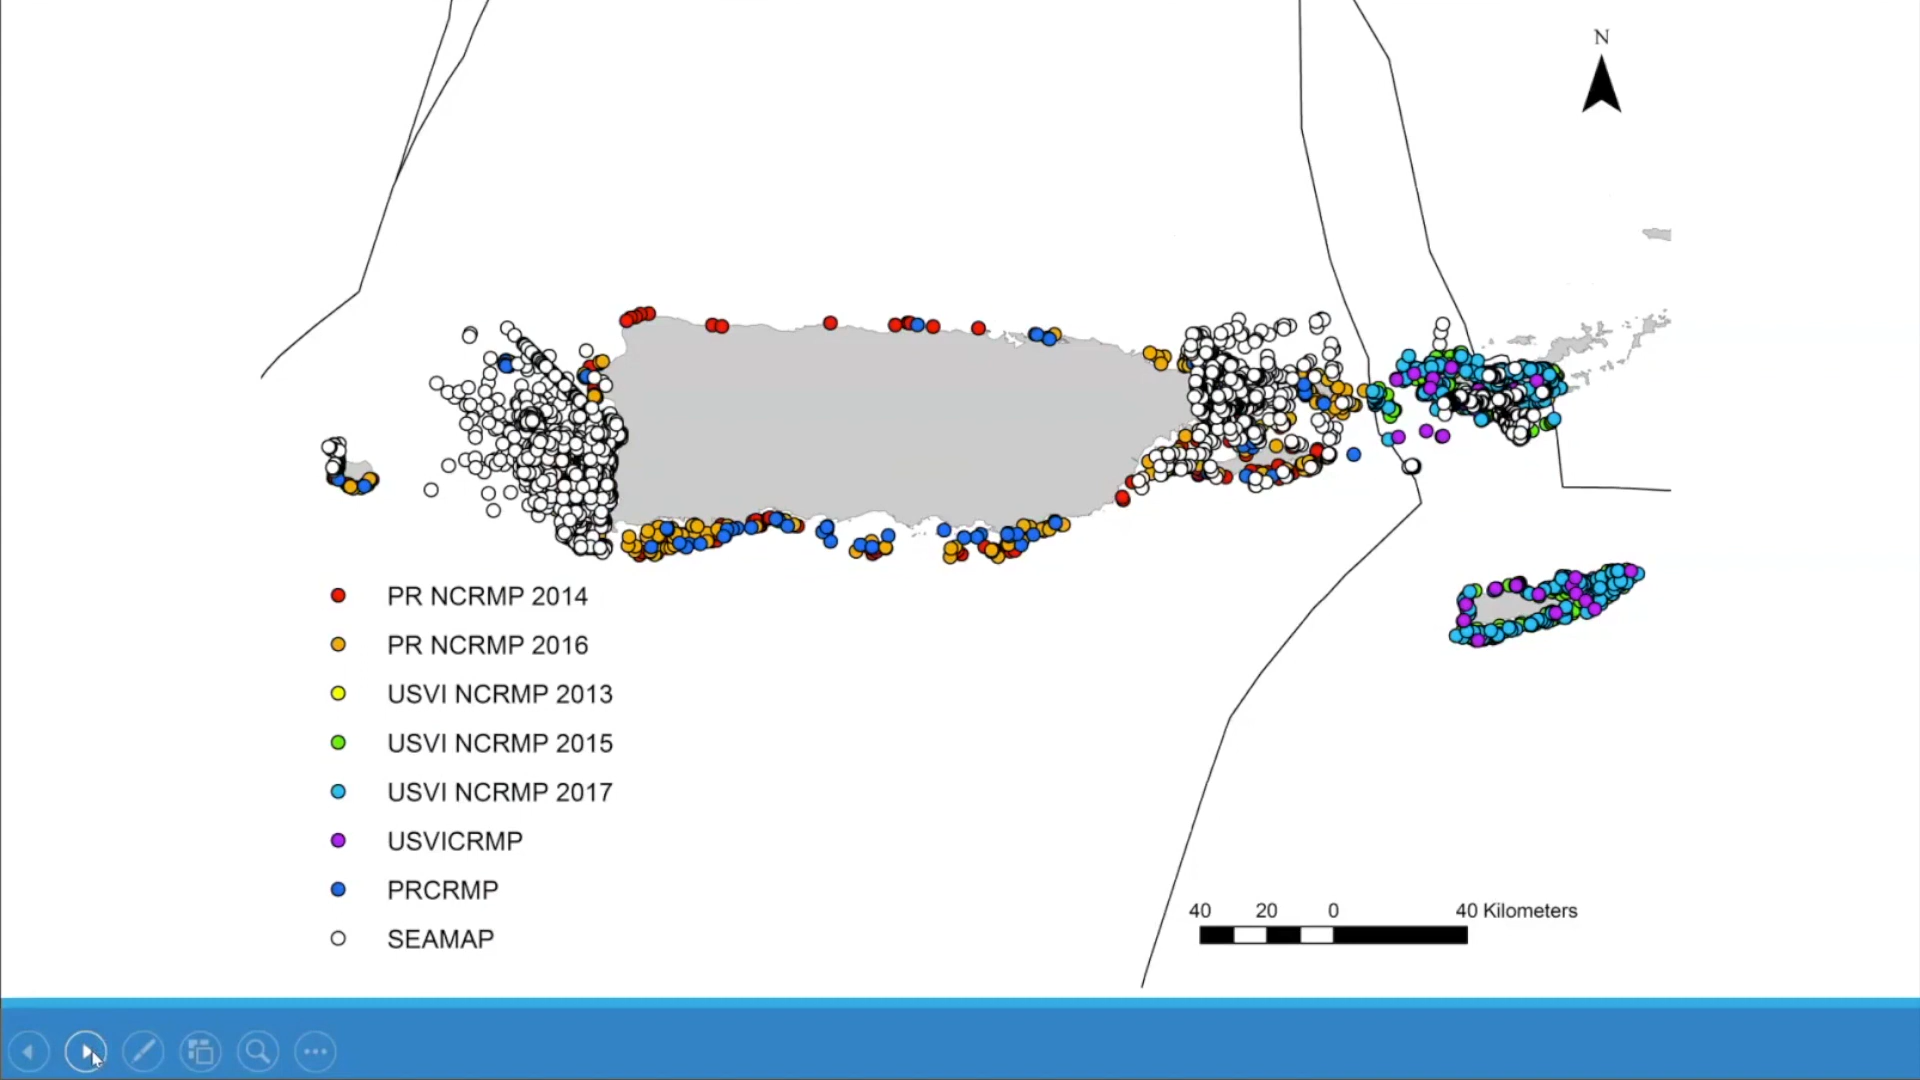 N
PR NCRMP 2014
PR NCRMP 2016
USVI NCRMP 2013
USVI NCRMP 2015
USVI NCRMP 2017
USVICRMP
PRCRMP
SEAMAP
40 20 0 40 Kilometers